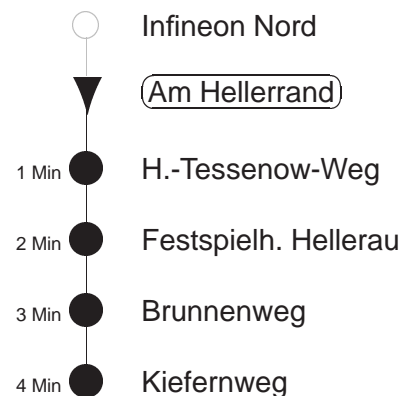 Infineon Nord
Am Hellerrand
1 Min H.-Tessenow-Weg
2 Min Festspielh. Hellerau
3 Min Brunnenweg
4 Min Kiefernweg